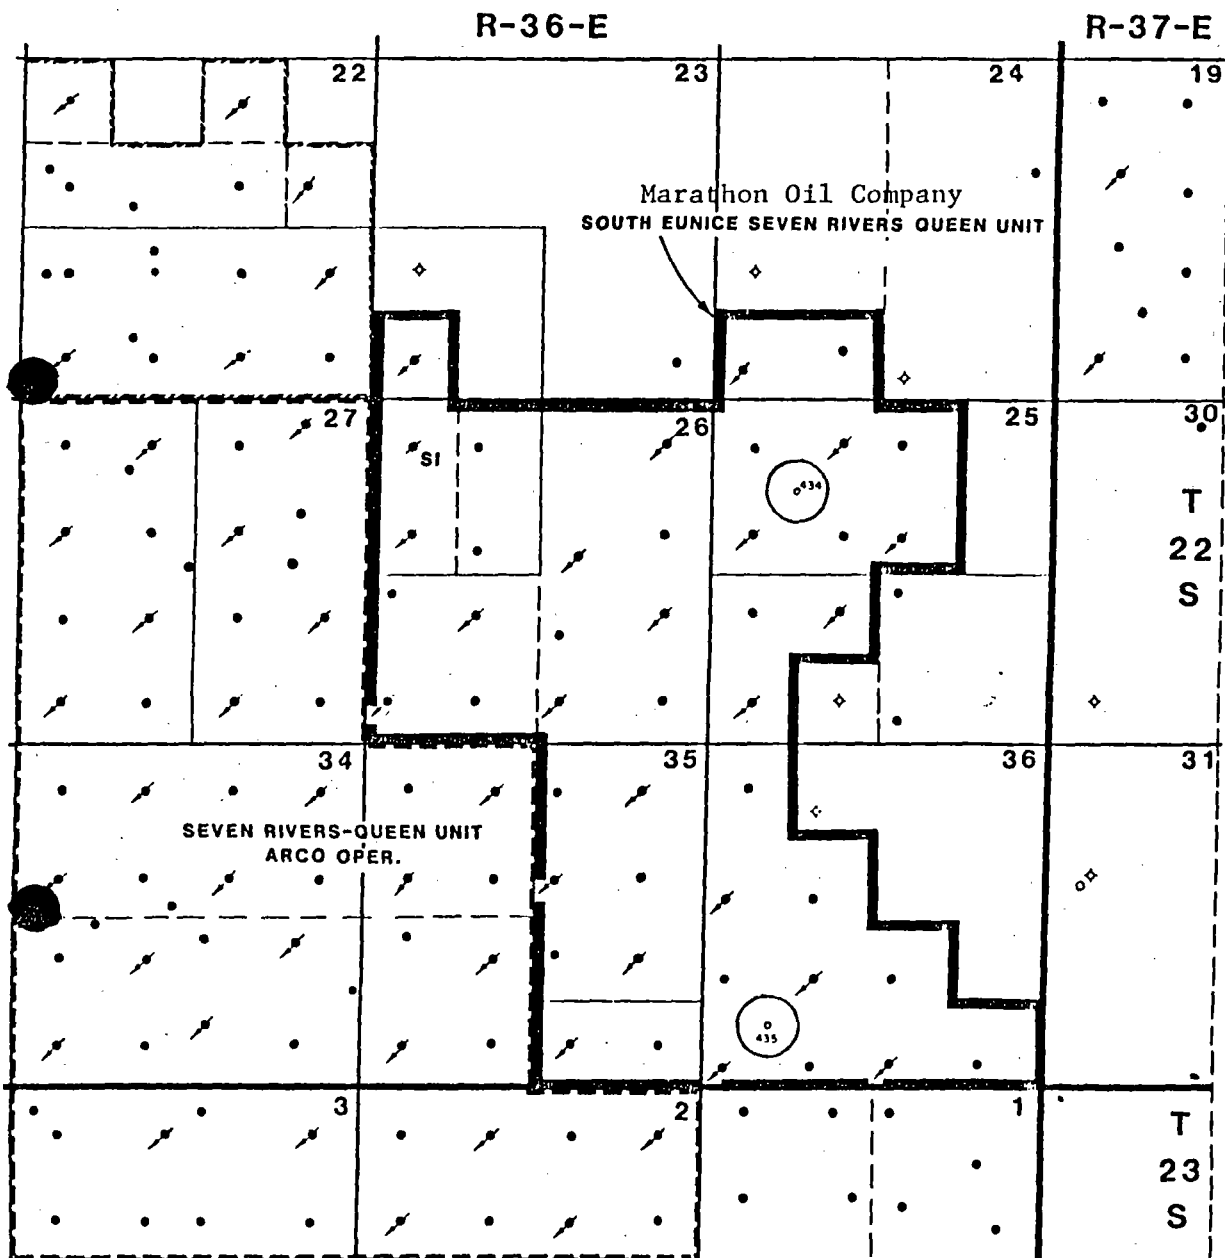 R-36-E R-37-E
22 23 24 19
Marathon Oil Company
SOUTH EUNICE SEVEN RIVERS QUEEN UNIT
27 26 25 30
SI
434
T
22
S
34 35 36 31
SEVEN RIVERS-QUEEN UNIT
ARCO OPER.
435
3 2 1
T
23
S